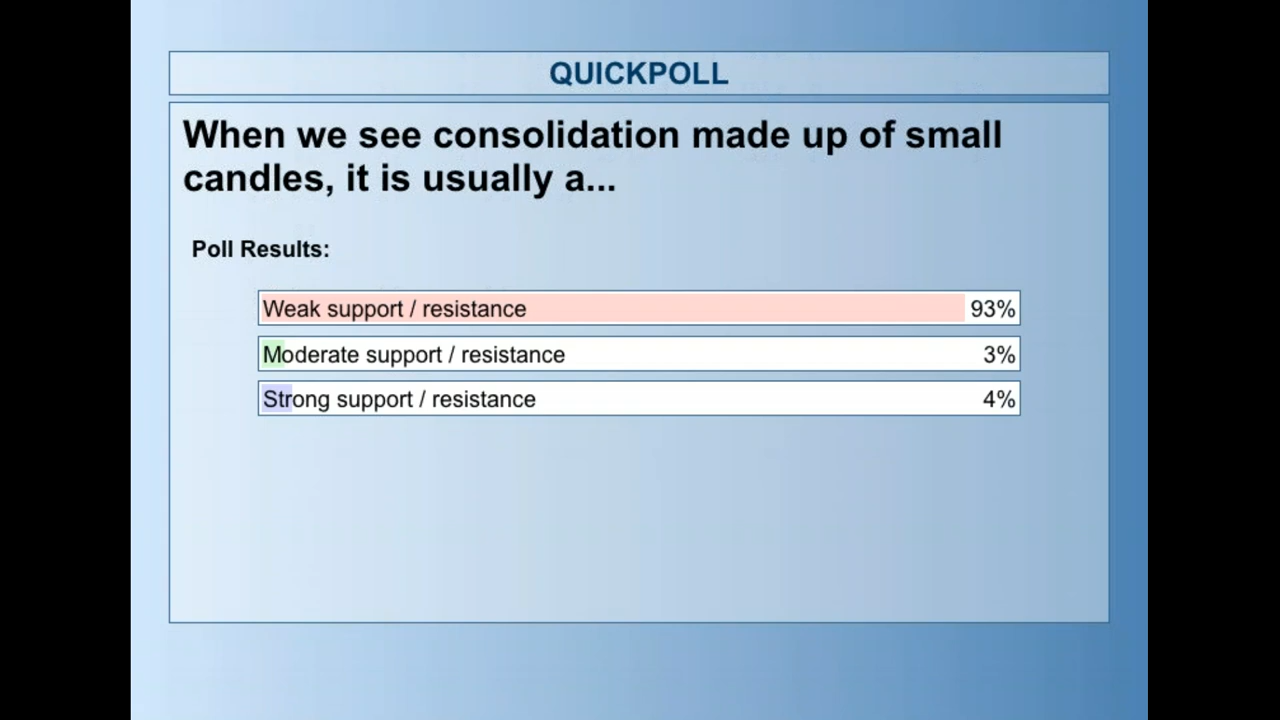 QUICKPOLL
When we see consolidation made up of small
candles, it is usually a...
Poll Results:
Weak support / resistance 93%
Moderate support / resistance 3%
Strong support / resistance 4%